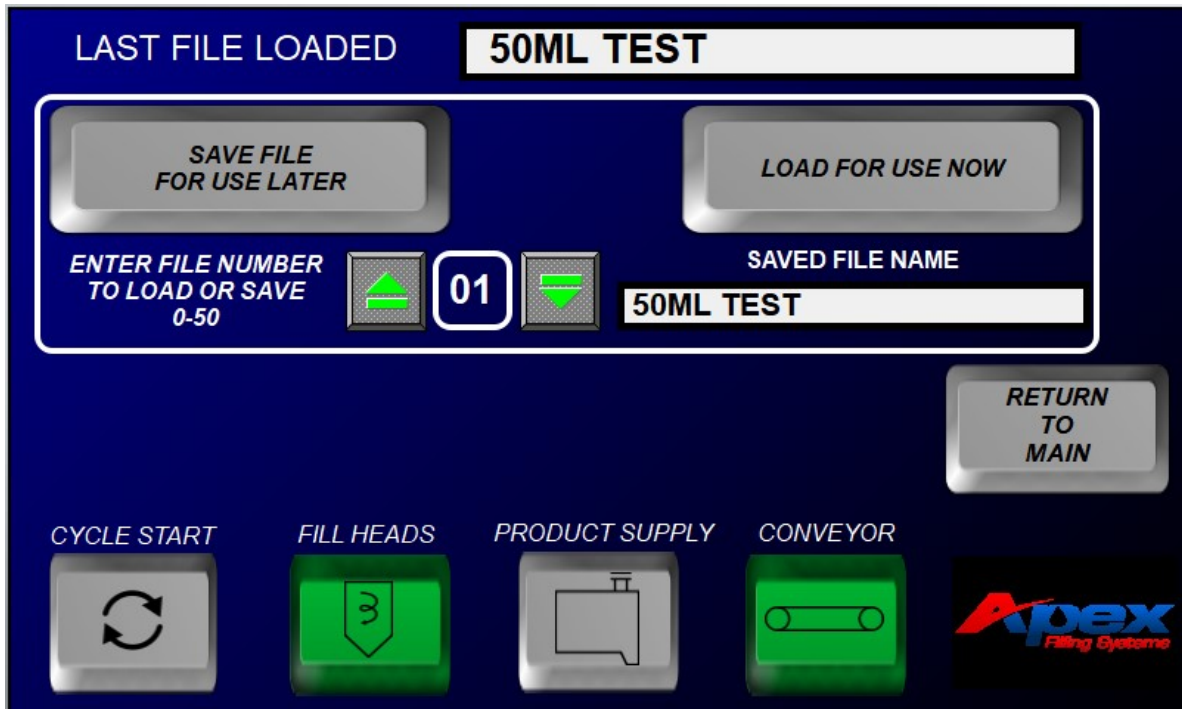 LAST FILE LOADED
50ML TEST
SAVE FILE
FOR USE LATER
LOAD FOR USE NOW
ENTER FILE NUMBER
TO LOAD OR SAVE
0-50
01
SAVED FILE NAME
50ML TEST
RETURN
TO
MAIN
CYCLE START
FILL HEADS
PRODUCT SUPPLY
CONVEYOR
Apex
Filling Systems